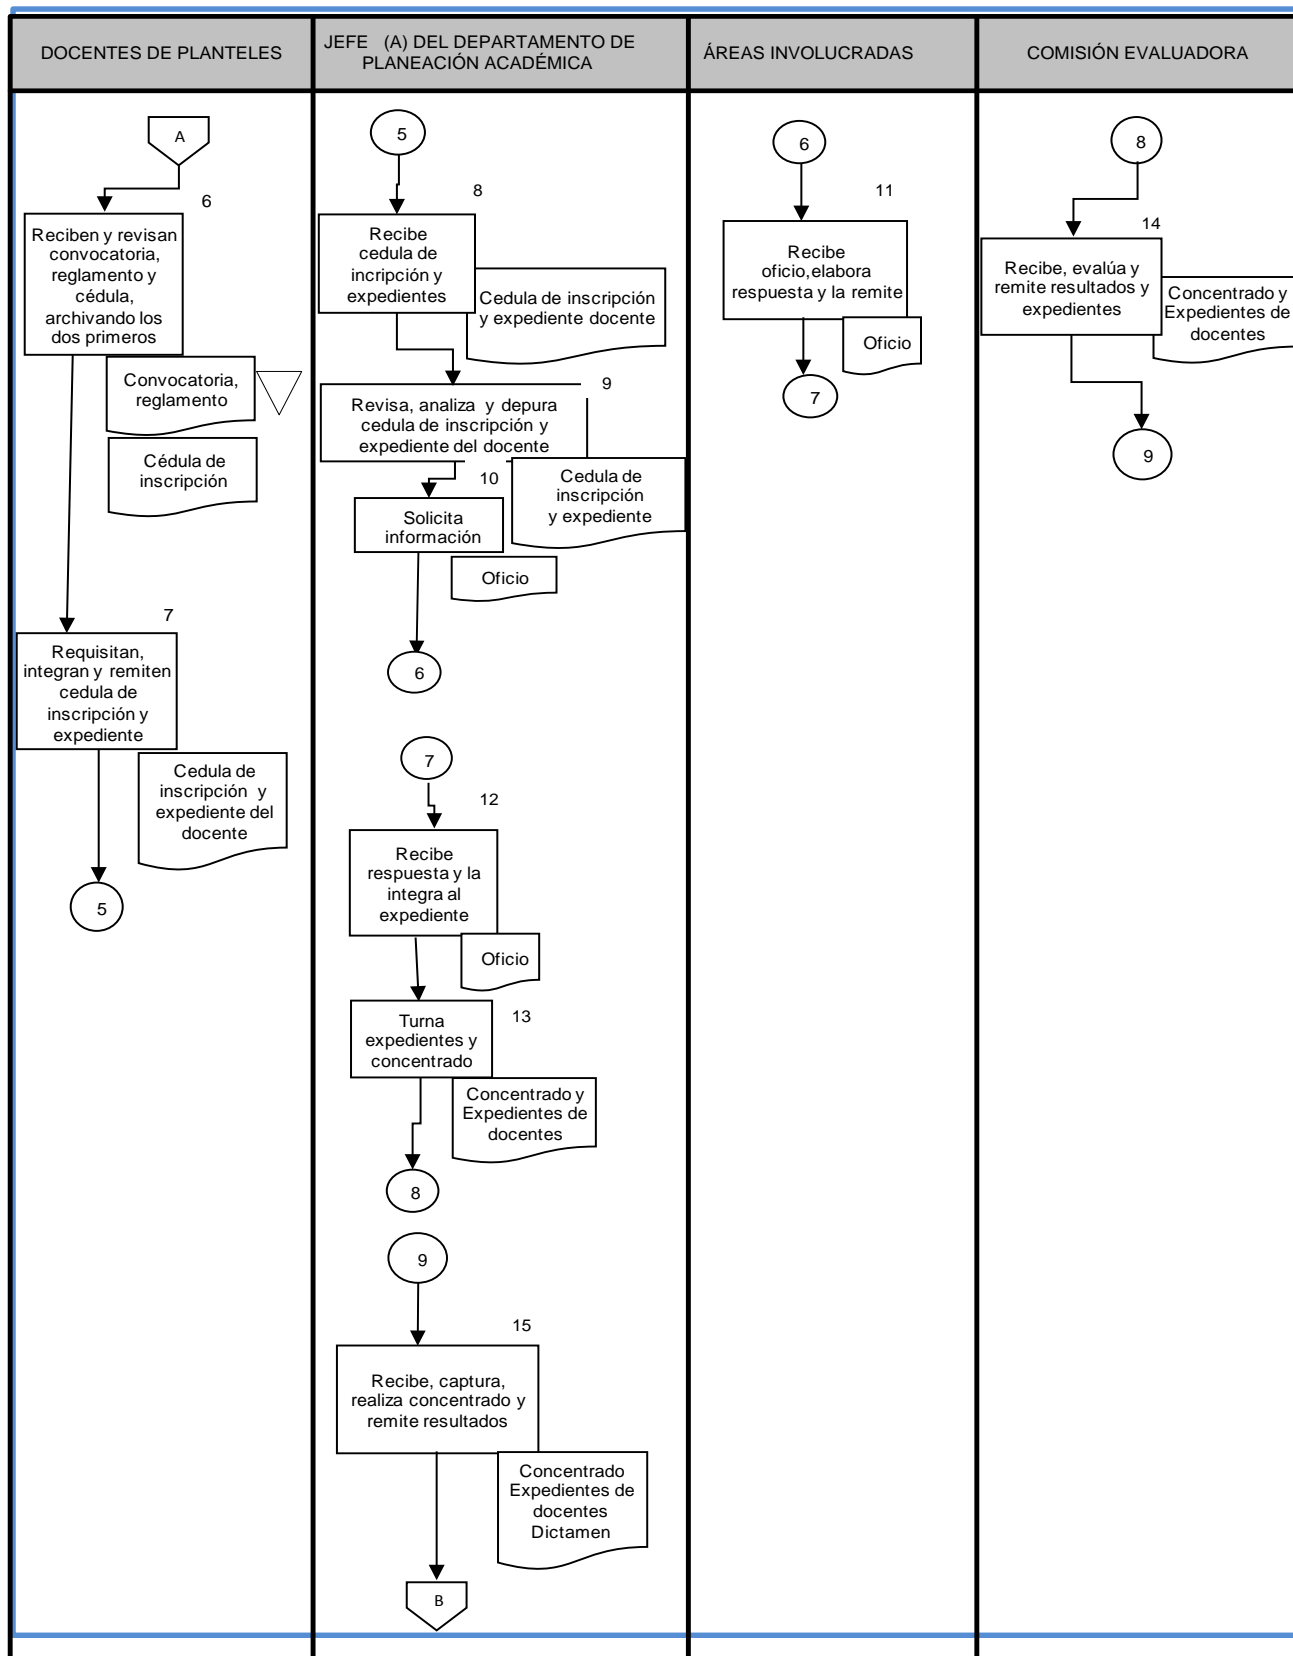 DOCENTES DE PLANTELES
JEFE (A) DEL DEPARTAMENTO DE
PLANEACIÓN ACADÉMICA
ÁREAS INVOLUCRADAS
COMISIÓN EVALUADORA
A
6
Reciben y revisan
convocatoria,
reglamento y
cédula,
archivando los
dos primeros
Convocatoria,
reglamento
Cédula de
inscripción
7
Requisitan,
integran y remiten
cedula de
inscripción y
expediente
Cedula de
inscripción y
expediente del
docente
5
5
8
Recibe
cedula de
incripción y
expedientes
Cedula de inscripción
y expediente docente
9
Revisa, analiza y depura
cedula de inscripción y
expediente del docente
Cedula de
inscripción
y expediente
10
Solicita
información
Oficio
6
7
12
Recibe
respuesta y la
integra al
expediente
Oficio
13
Turna
expedientes y
concentrado
Concentrado y
Expedientes de
docentes
8
9
15
Recibe, captura,
realiza concentrado y
remite resultados
Concentrado
Expedientes de
docentes
Dictamen
B
6
11
Recibe
oficio,elabora
respuesta y la remite
Oficio
7
8
14
Recibe, evalúa y
remite resultados y
expedientes
Concentrado y
Expedientes de
docentes
9